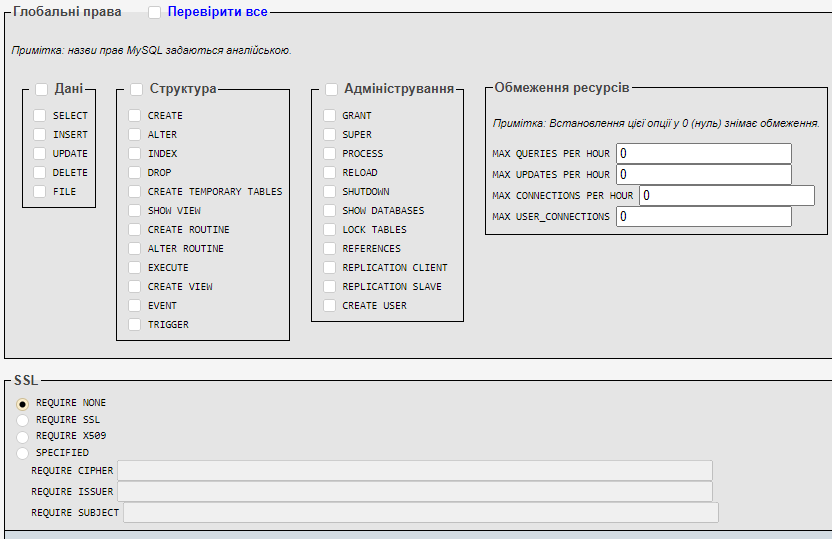 Глобальні права Перевірити все
Примітка: назви прав MySQL задаються англійською.
Дані
SELECT
INSERT
UPDATE
DELETE
FILE
Структура
CREATE
ALTER
INDEX
DROP
CREATE TEMPORARY TABLES
SHOW VIEW
CREATE ROUTINE
ALTER ROUTINE
EXECUTE
CREATE VIEW
EVENT
TRIGGER
Адміністрування
GRANT
SUPER
PROCESS
RELOAD
SHUTDOWN
SHOW DATABASES
LOCK TABLES
REFERENCES
REPLICATION CLIENT
REPLICATION SLAVE
CREATE USER
Обмеження ресурсів
Примітка: Встановлення цієї опції у 0 (нуль) знімає обмеження.
MAX QUERIES PER HOUR 0
MAX UPDATES PER HOUR 0
MAX CONNECTIONS PER HOUR 0
MAX USER_CONNECTIONS 0
SSL
REQUIRE NONE
REQUIRE SSL
REQUIRE X509
SPECIFIED
REQUIRE CIPHER
REQUIRE ISSUER
REQUIRE SUBJECT